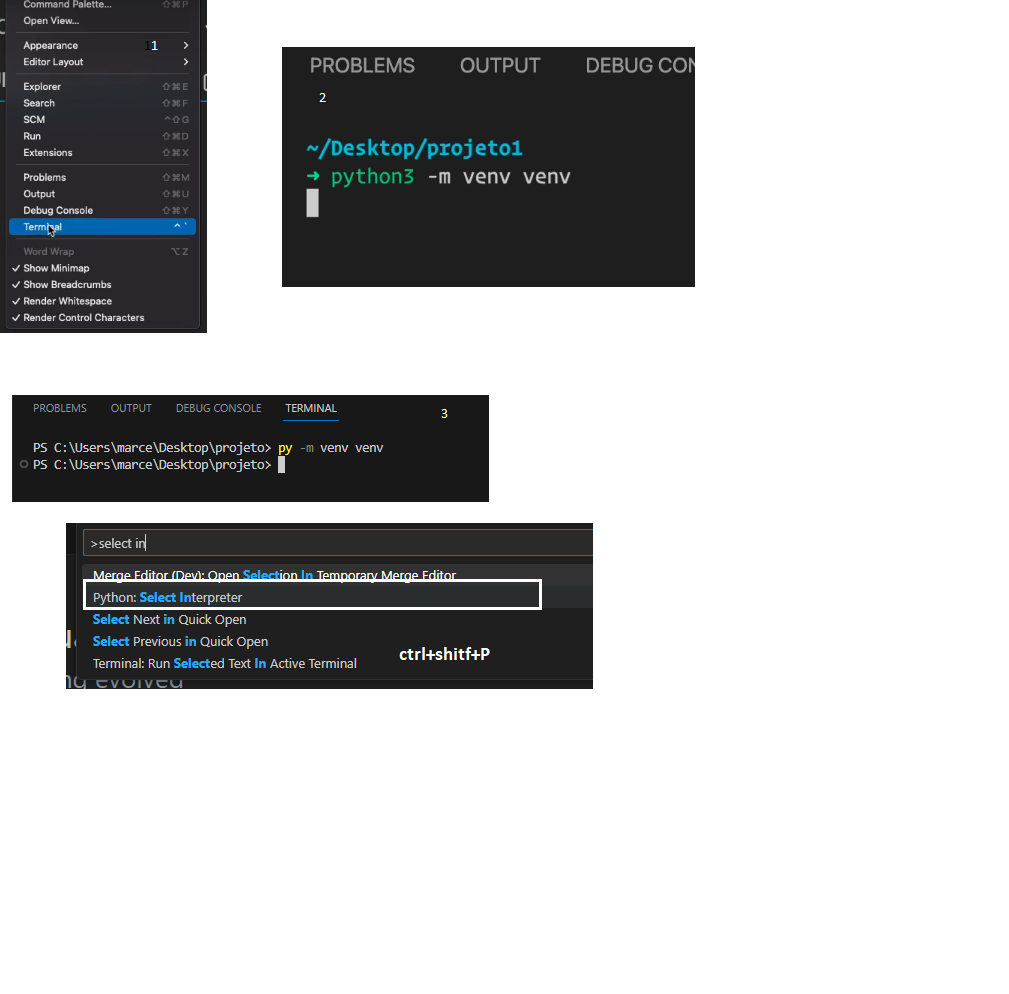 Command Palette... ⇧⌘P
Open View...
Appearance 1 >
Editor Layout >
Explorer ⇧⌘E
Search ⇧⌘F
SCM ^⇧G
Run ⇧⌘D
Extensions ⇧⌘X
Problems ⇧⌘M
Output ⇧⌘U
Debug Console ⇧⌘Y
Terminal ^`
Word Wrap ⌥Z
✓ Show Minimap
✓ Show Breadcrumbs
✓ Render Whitespace
✓ Render Control Characters
PROBLEMS OUTPUT DEBUG CON
2
~/Desktop/projeto1
➜ python3 -m venv venv
PROBLEMS OUTPUT DEBUG CONSOLE TERMINAL 3
PS C:\Users\marce\Desktop\projeto> py -m venv venv
PS C:\Users\marce\Desktop\projeto>
>select in
Merge Editor (Dev): Open Selection In Temporary Merge Editor
Python: Select Interpreter
Select Next in Quick Open
Select Previous in Quick Open
Terminal: Run Selected Text In Active Terminal
ctrl+shitf+P
ng evolved